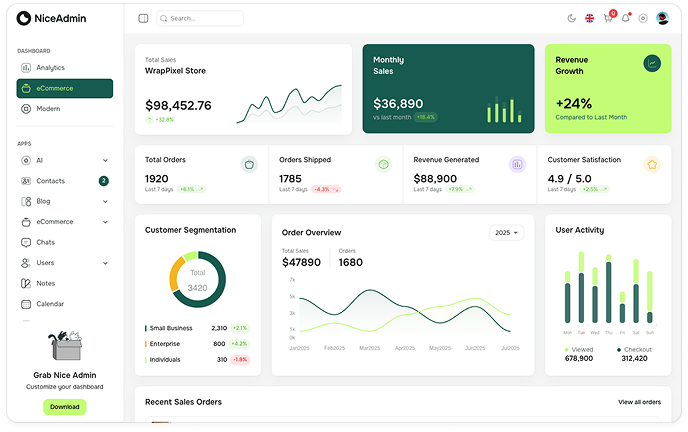 NiceAdmin
Search...
0
DASHBOARD
Analytics
eCommerce
Modern
APPS
AI
Contacts
2
Blog
eCommerce
Chats
Users
Notes
Calendar
Grab Nice Admin
Customize your dashboard
Download
Total Sales
WrapPixel Store
$98,452.76
+32.8%
Monthly
Sales
$36,890
vs last month +18.4%
Revenue
Growth
+24%
Compared to Last Month
Total Orders
1920
Last 7 days +6.1%
Orders Shipped
1785
Last 7 days -4.3%
Revenue Generated
$88,900
Last 7 days +7.9%
Customer Satisfaction
4.9 / 5.0
Last 7 days +2.5%
Customer Segmentation
Total
3420
Small Business 2,310 +2.1%
Enterprise 800 +4.2%
Individuals 310 -1.8%
Order Overview
2025
Total Sales
$47890
Orders
1680
7k
5k
3k
1k
0k
Jan2025 Feb2025 Mar2025 Apr2025 May2025 Jun2025 Jul2025
User Activity
Mon Tue Wed Thu Fri Sat Sun
Viewed
678,900
Checkout
312,420
Recent Sales Orders
View all orders